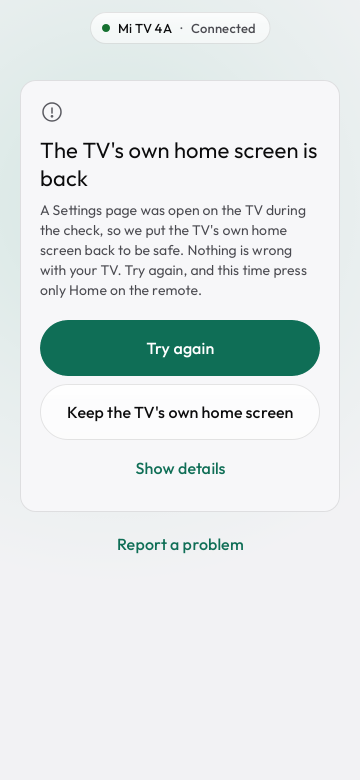 Mi TV 4A · Connected
The TV's own home screen is
back
A Settings page was open on the TV during
the check, so we put the TV's own home
screen back to be safe. Nothing is wrong
with your TV. Try again, and this time press
only Home on the remote.
Try again
Keep the TV's own home screen
Show details
Report a problem